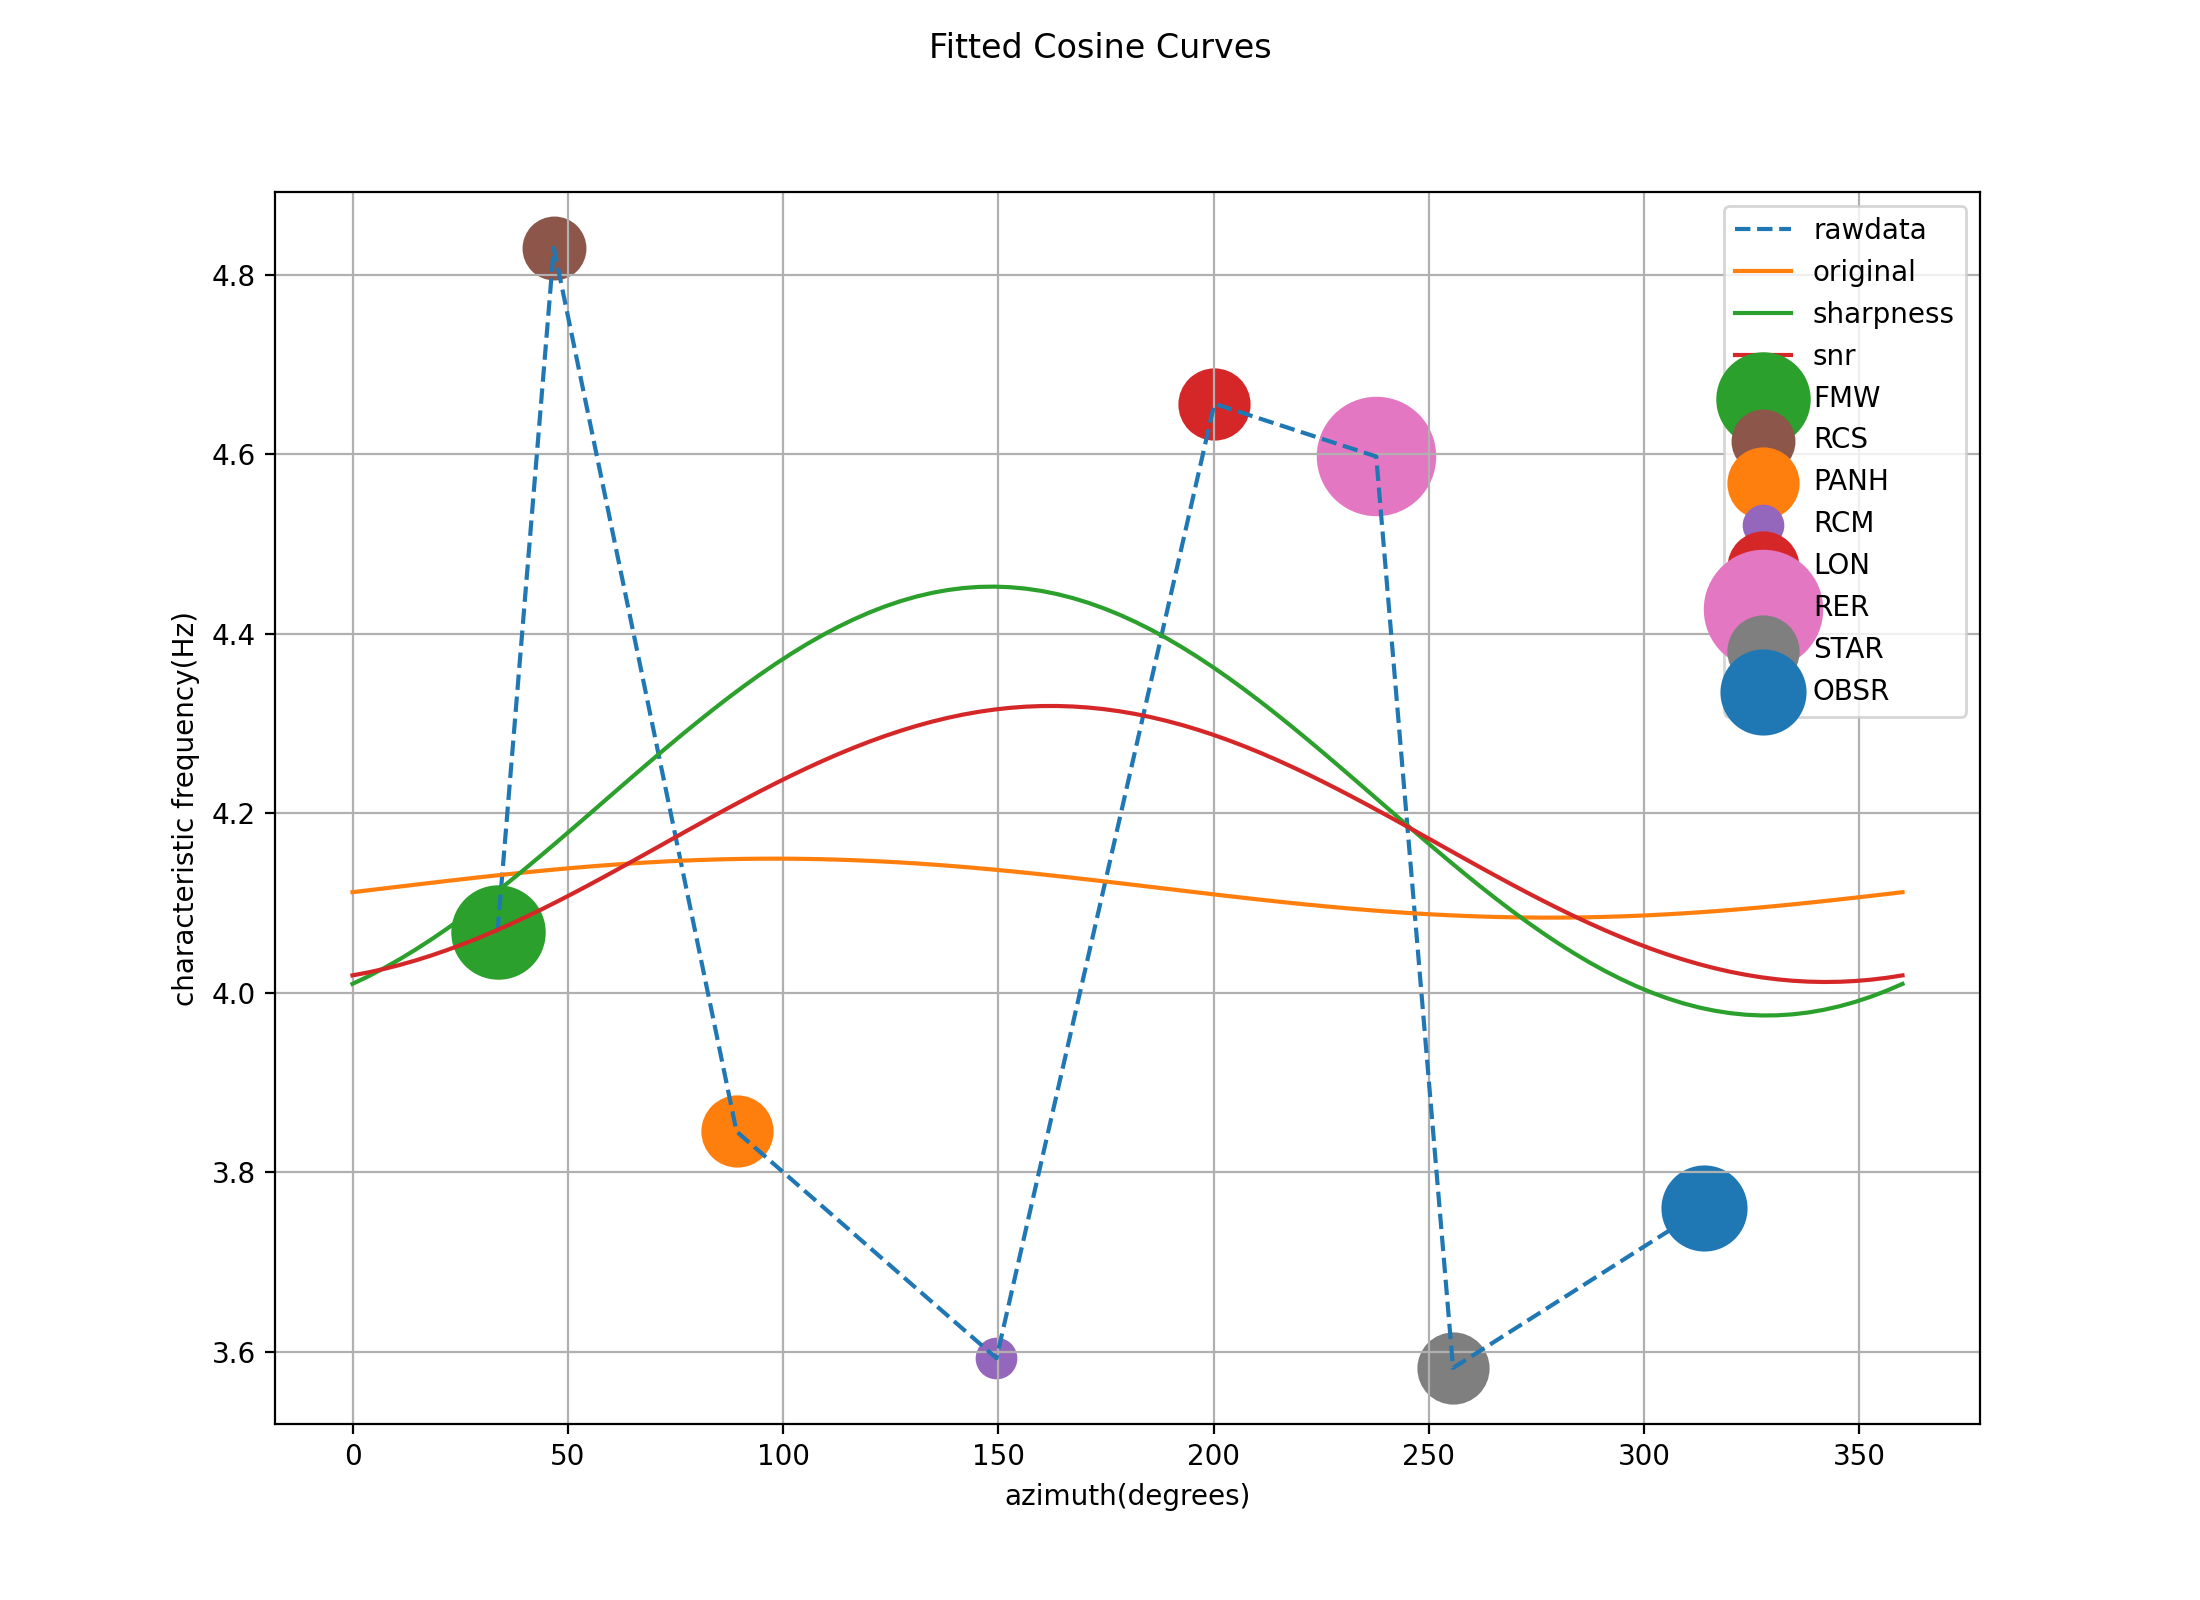 Fitted Cosine Curves
characteristic frequency(Hz)
4.8
4.6
4.4
4.2
4.0
3.8
3.6
rawdata
original
sharpness
snr
FMW
RCS
PANH
RCM
LON
RER
STAR
OBSR
0 50 100 150 200 250 300 350
azimuth(degrees)